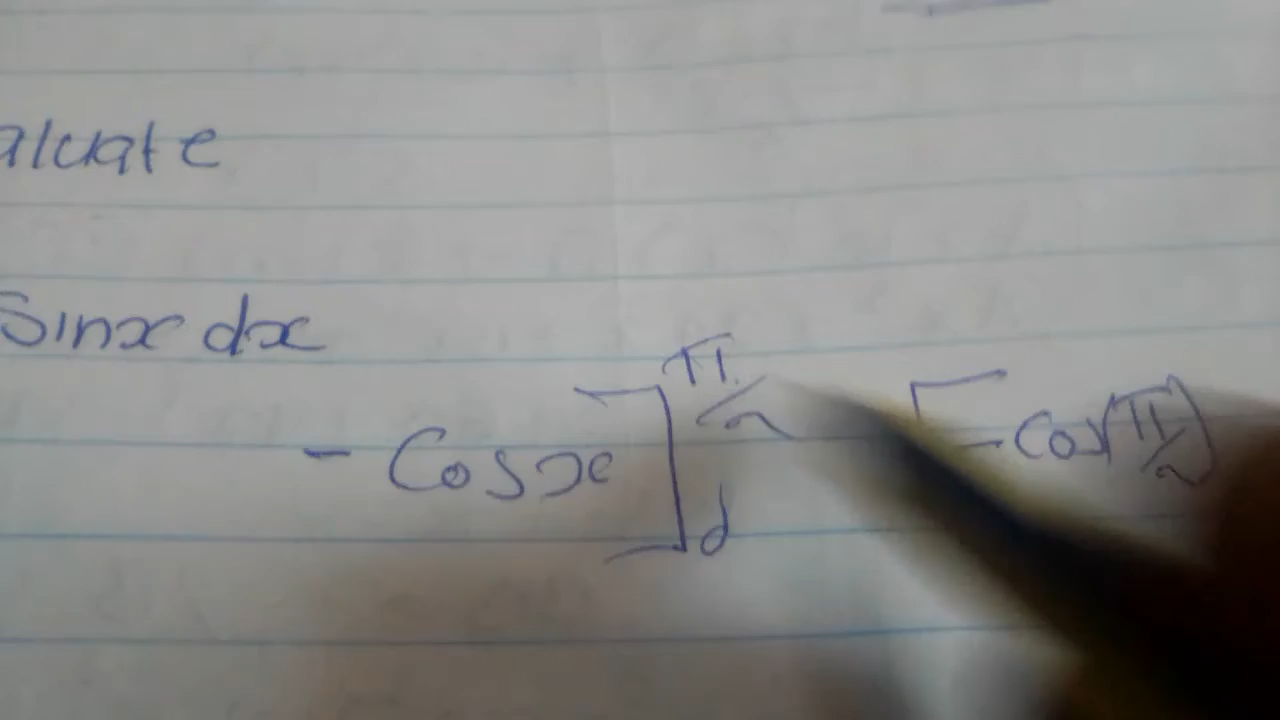 aluate
Sinx dx
- Cosx]₀^π/2 [- Cos(π/2)